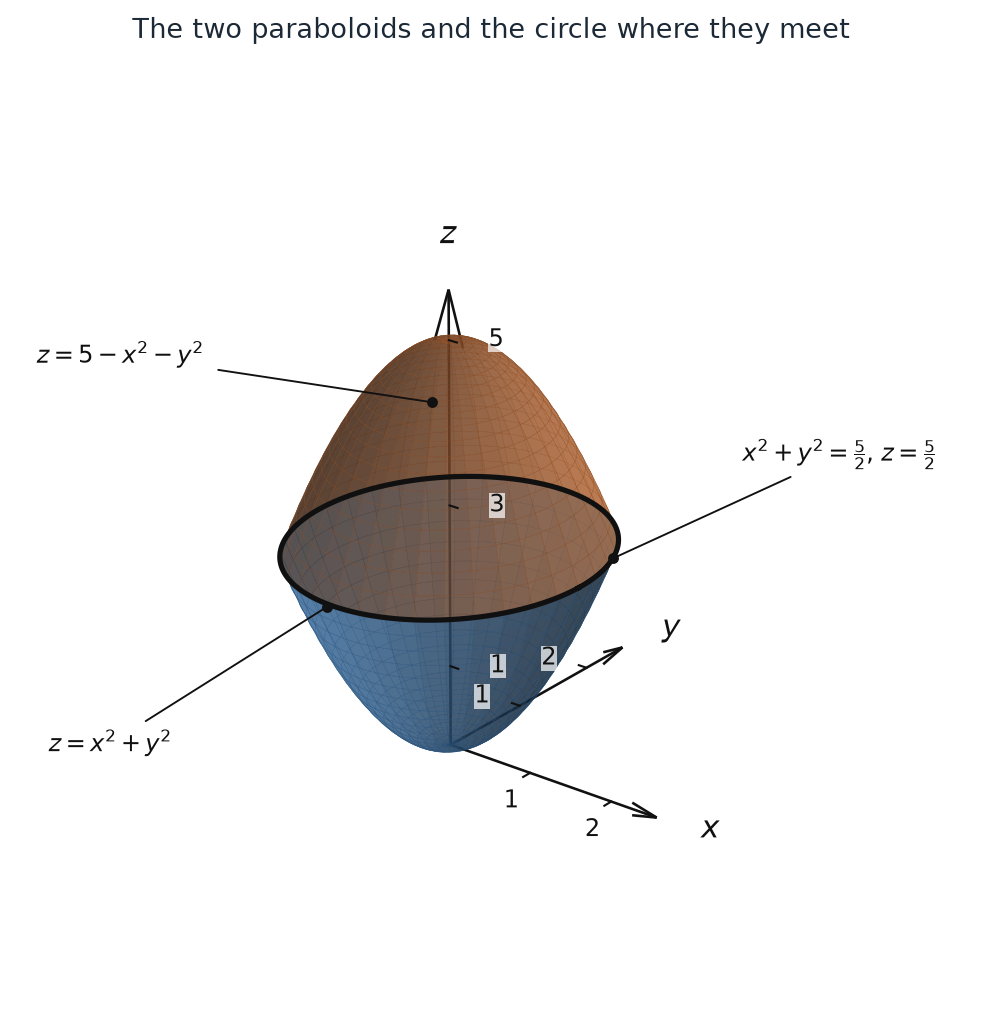 The two paraboloids and the circle where they meet
z
5
z = 5 − x² − y²
x² + y² = 5/2, z = 5/2
3
y
2
1
1
z = x² + y²
1
2
x